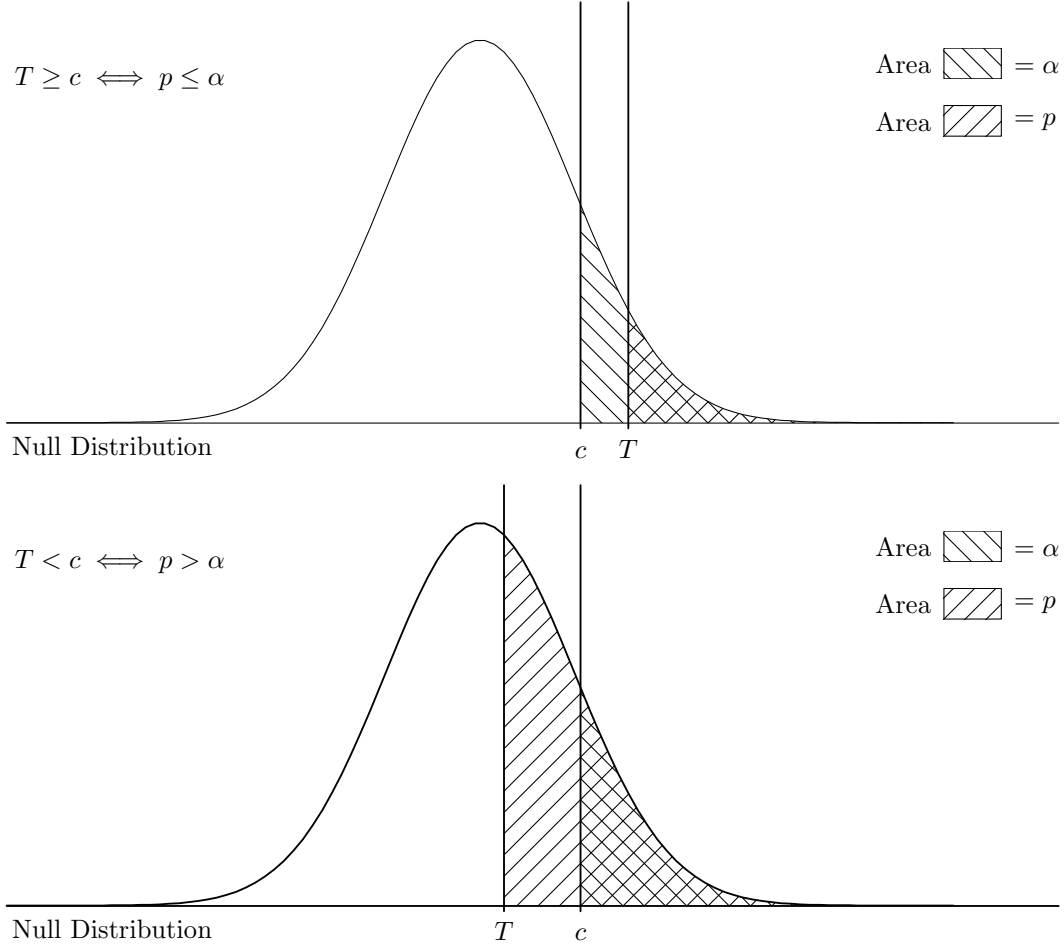 T ≥ c ⟺ p ≤ α
Area = α
Area = p
Null Distribution
c T
T < c ⟺ p > α
Area = α
Area = p
Null Distribution
T c